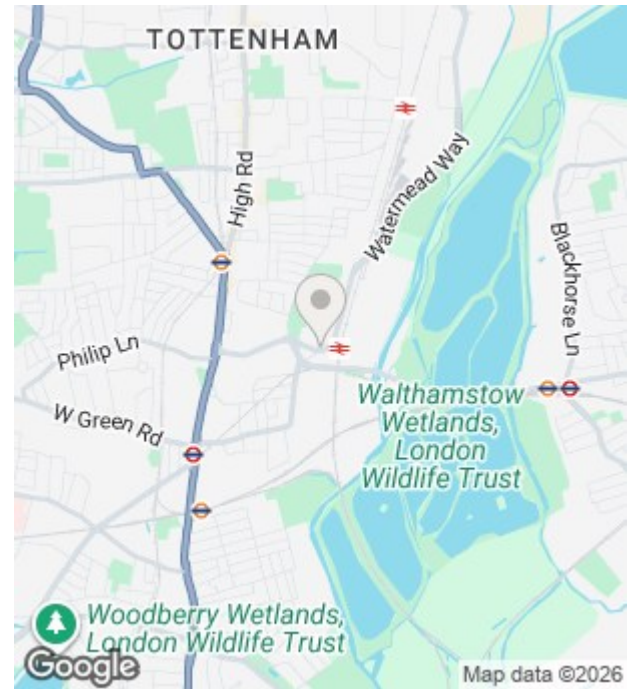 TOTTENHAM
High Rd
Watermead Way
Blackhorse Ln
Philip Ln
W Green Rd
Walthamstow
Wetlands,
London
Wildlife Trust
Woodberry Wetlands,
London Wildlife Trust
Google
Map data ©2026